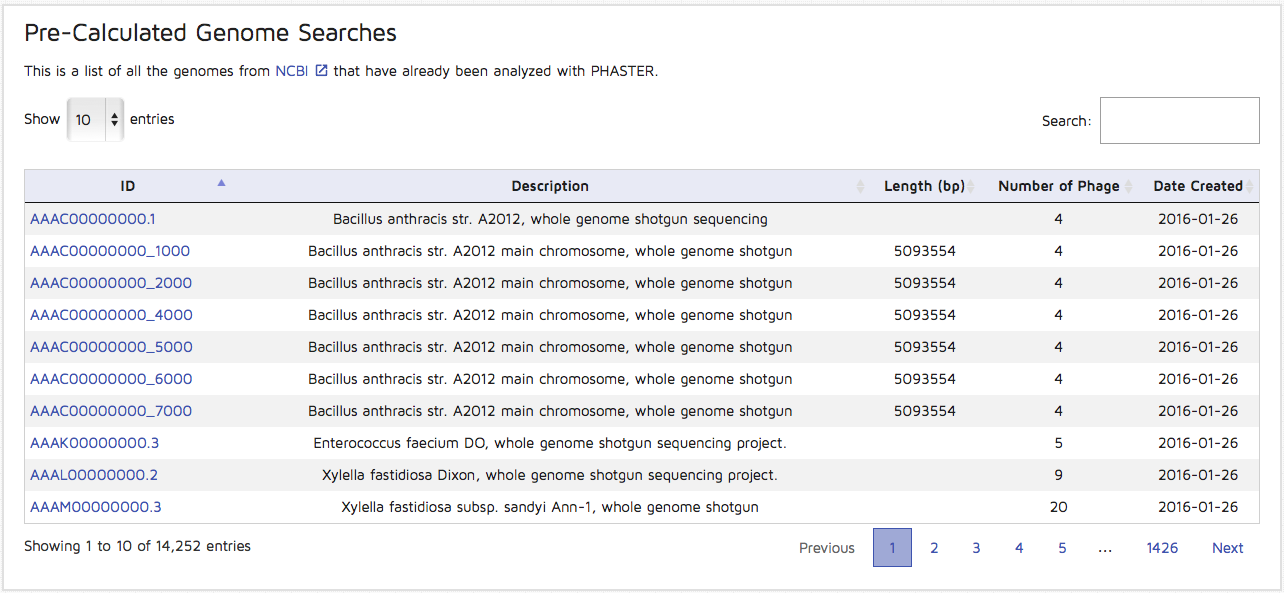 Pre-Calculated Genome Searches
This is a list of all the genomes from NCBI that have already been analyzed with PHASTER.
Show 10 entries Search:
ID Description Length (bp) Number of Phage Date Created
AAAC00000000.1 Bacillus anthracis str. A2012, whole genome shotgun sequencing 4 2016-01-26
AAAC00000000_1000 Bacillus anthracis str. A2012 main chromosome, whole genome shotgun 5093554 4 2016-01-26
AAAC00000000_2000 Bacillus anthracis str. A2012 main chromosome, whole genome shotgun 5093554 4 2016-01-26
AAAC00000000_4000 Bacillus anthracis str. A2012 main chromosome, whole genome shotgun 5093554 4 2016-01-26
AAAC00000000_5000 Bacillus anthracis str. A2012 main chromosome, whole genome shotgun 5093554 4 2016-01-26
AAAC00000000_6000 Bacillus anthracis str. A2012 main chromosome, whole genome shotgun 5093554 4 2016-01-26
AAAC00000000_7000 Bacillus anthracis str. A2012 main chromosome, whole genome shotgun 5093554 4 2016-01-26
AAAK00000000.3 Enterococcus faecium DO, whole genome shotgun sequencing project. 5 2016-01-26
AAAL00000000.2 Xylella fastidiosa Dixon, whole genome shotgun sequencing project. 9 2016-01-26
AAAM00000000.3 Xylella fastidiosa subsp. sandyi Ann-1, whole genome shotgun 20 2016-01-26
Showing 1 to 10 of 14,252 entries Previous 1 2 3 4 5 ... 1426 Next